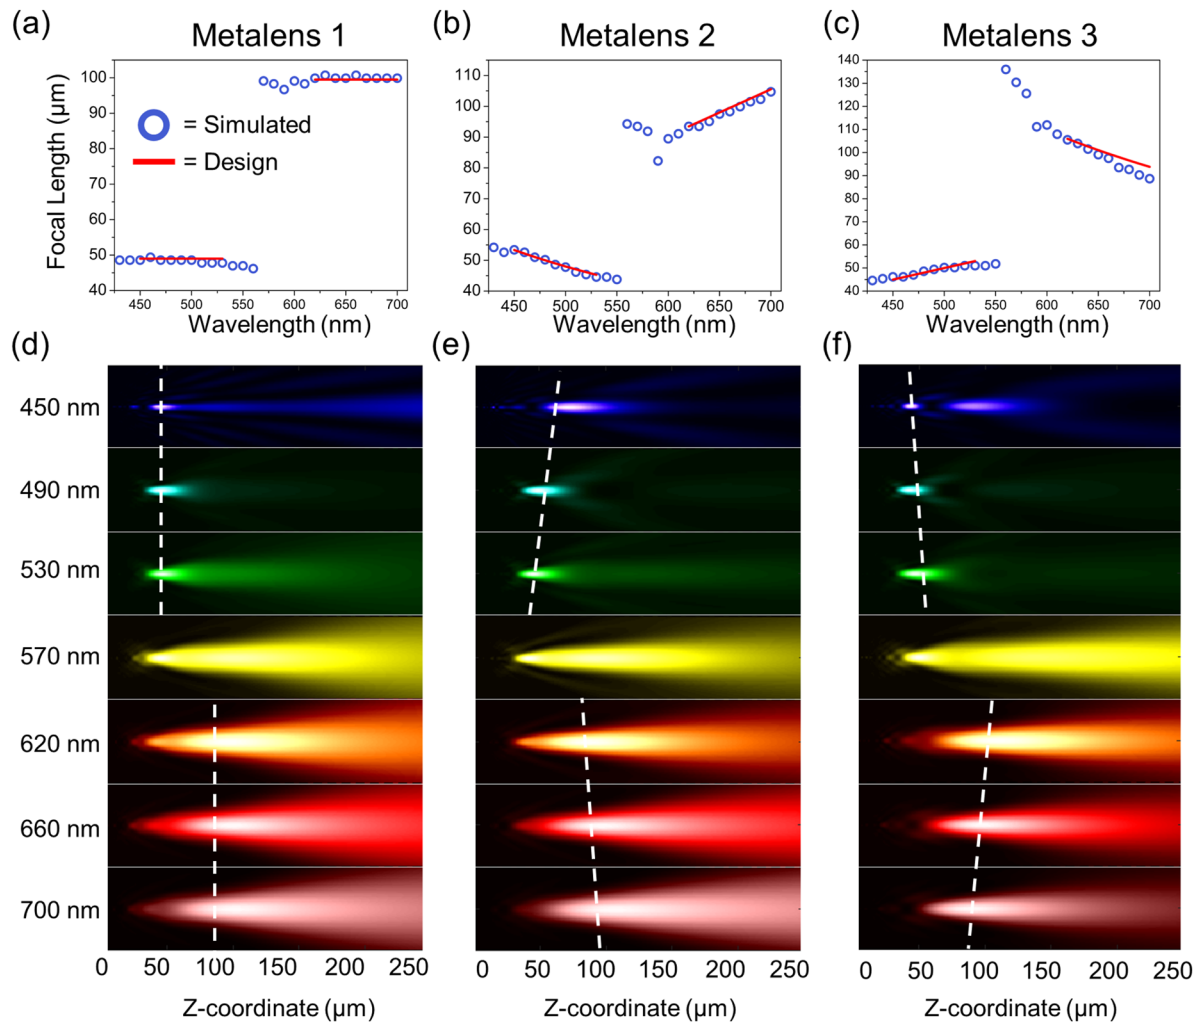 (a) Metalens 1 (b) Metalens 2 (c) Metalens 3
Focal Length (μm)
100
90
80
70
60
50
40
= Simulated
= Design
450 500 550 600 650 700
Wavelength (nm)
110
100
90
80
70
60
50
40
450 500 550 600 650 700
Wavelength (nm)
140
130
120
110
100
90
80
70
60
50
40
450 500 550 600 650 700
Wavelength (nm)
(d) (e) (f)
450 nm
490 nm
530 nm
570 nm
620 nm
660 nm
700 nm
0 50 100 150 200 250
Z-coordinate (μm)
0 50 100 150 200 250
Z-coordinate (μm)
0 50 100 150 200 250
Z-coordinate (μm)